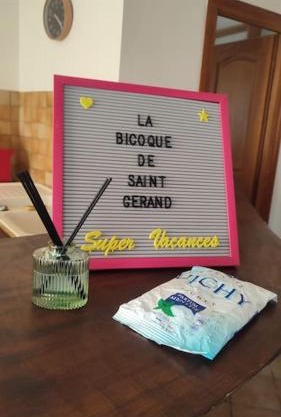 LA
BICOQUE
DE
SAINT
GERAND
Super Vacances
VICHY